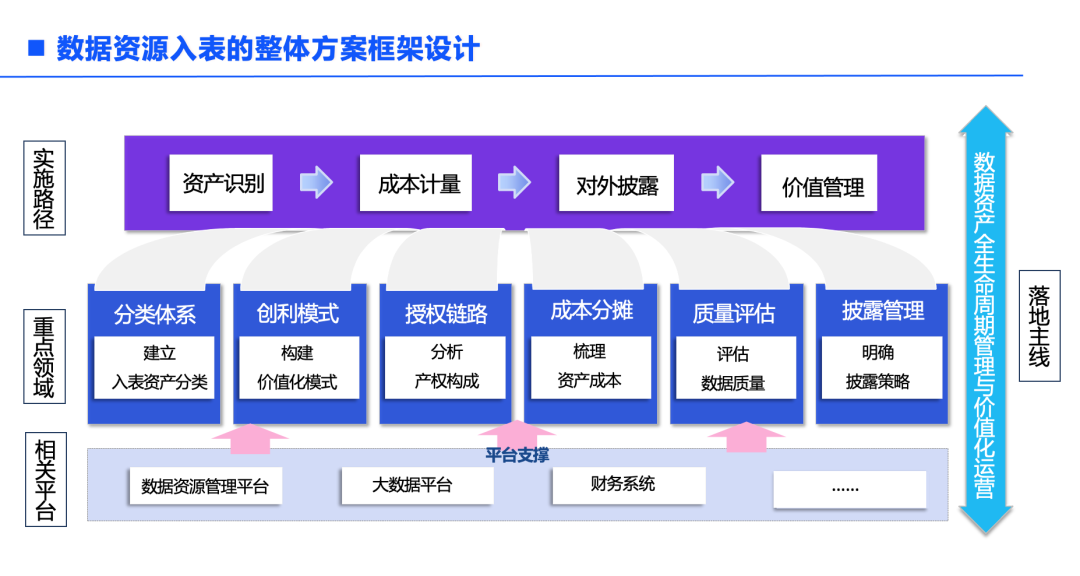 数据资源入表的整体方案框架设计
实施路径
资产识别
成本计量
对外披露
价值管理
重点领域
分类体系
建立
入表资产分类
创利模式
构建
价值化模式
授权链路
分析
产权构成
成本分摊
梳理
资产成本
质量评估
评估
数据质量
披露管理
明确
披露策略
相关平台
平台支撑
数据资源管理平台
大数据平台
财务系统
......
数据资产全生命周期管理与价值化运营
落地主线